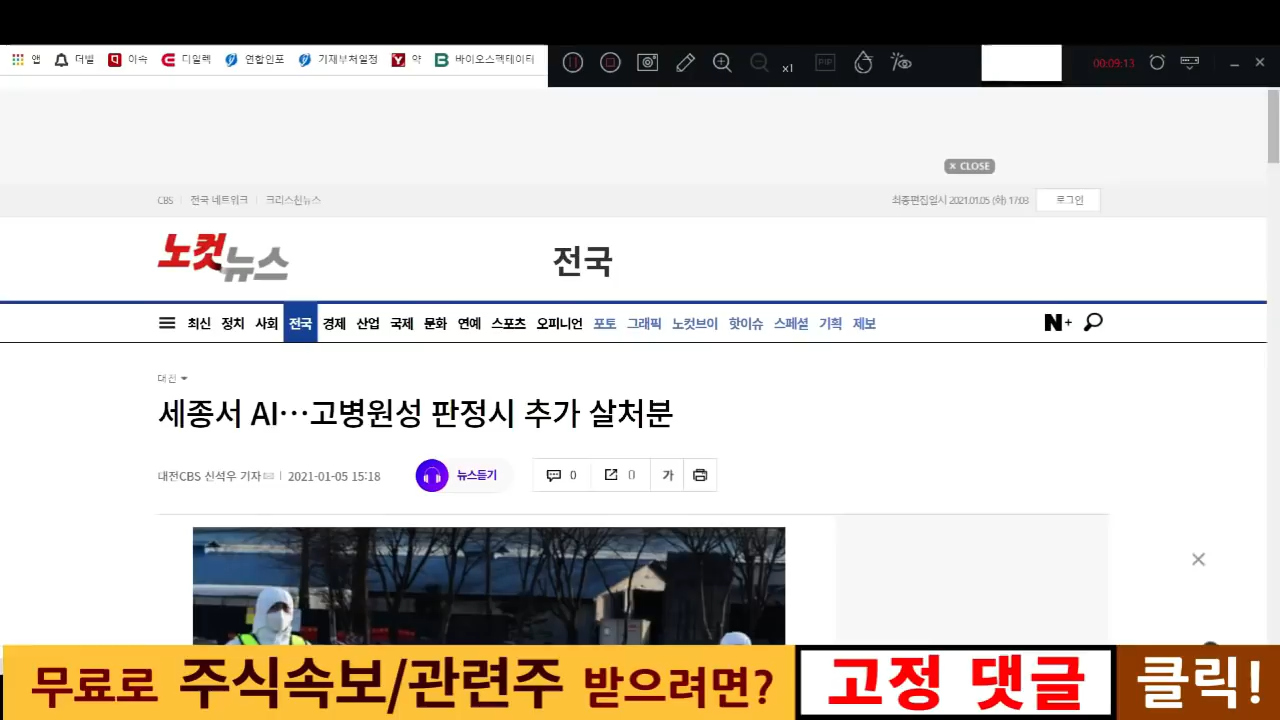 앱 더벨 이속 디일렉 연합인포 기재부처일정 약 바이오스펙테이터
x1 PIP 00:09:13
× CLOSE
CBS 전국 네트워크 크리스천뉴스 최종편집일시 2021.01.05 (화) 17:03 로그인
노컷뉴스 전국
최신 정치 사회 전국 경제 산업 국제 문화 연예 스포츠 오피니언 포토 그래픽 노컷브이 핫이슈 스페셜 기획 제보 N+
대전
세종서 AI…고병원성 판정시 추가 살처분
대전CBS 신석우 기자 2021-01-05 15:18 뉴스듣기 0 0 가
무료로 주식속보/관련주 받으려면? 고정 댓글 클릭!